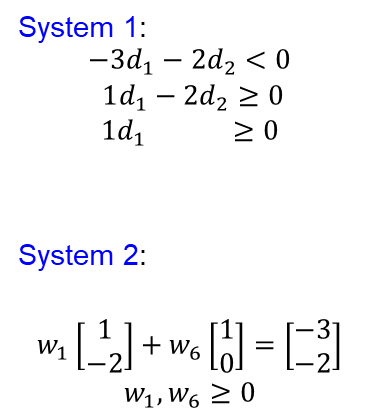 System 1:
−3d₁ − 2d₂ < 0
1d₁ − 2d₂ ≥ 0
1d₁ ≥ 0
System 2:
w₁ [1 −2] + w₆ [1 0] = [−3 −2]
w₁, w₆ ≥ 0